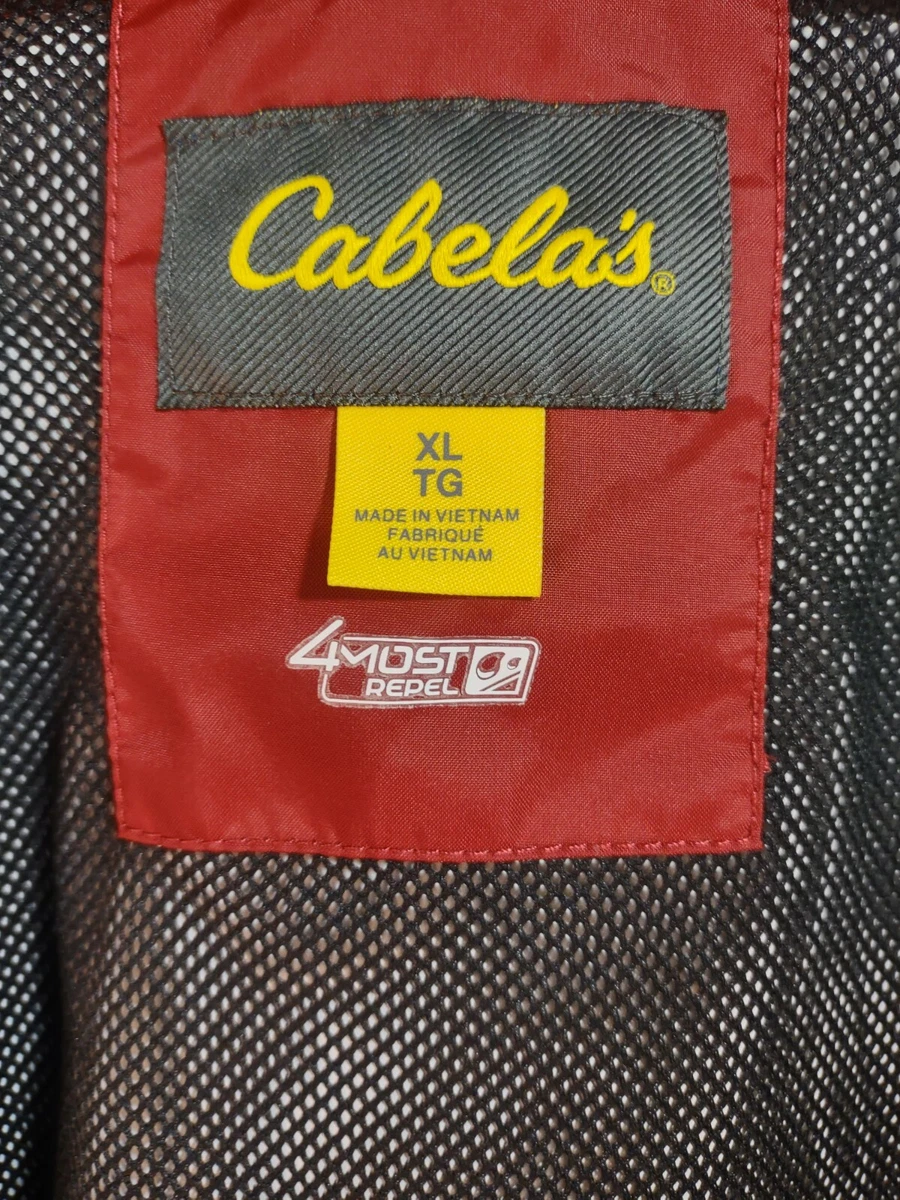 Cabela's®
XL
TG
MADE IN VIETNAM
FABRIQUÉ
AU VIETNAM
4MOST
REPEL